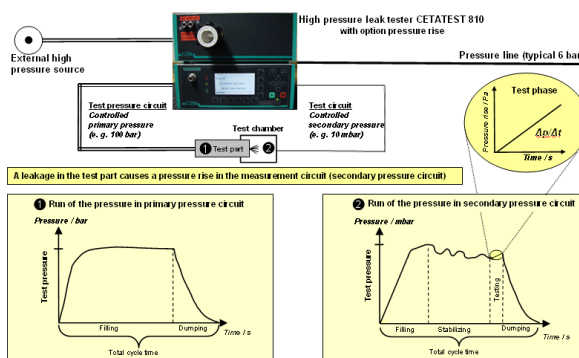 High pressure leak tester CETATEST 810
with option pressure rise
External high
pressure source
Pressure line (typical 6 bar
Test pressure circuit
Controlled
primary pressure
(e. g. 100 bar)
Test circuit
Controlled
secondary pressure
(e. g. 10 mbar)
Test chamber
1 Test part
2
Test phase
Pressure rise / Pa
Δp/Δt
Time / s
A leakage in the test part causes a pressure rise in the measurement circuit (secondary pressure circuit)
1 Run of the pressure in primary pressure circuit
Pressure / bar
Test pressure
Filling
Dumping
Time / s
Total cycle time
2 Run of the pressure in secondary pressure circuit
Pressure / mbar
Test pressure
Filling
Stabilizing
Testing
Dumping
Time / s
Total cycle time